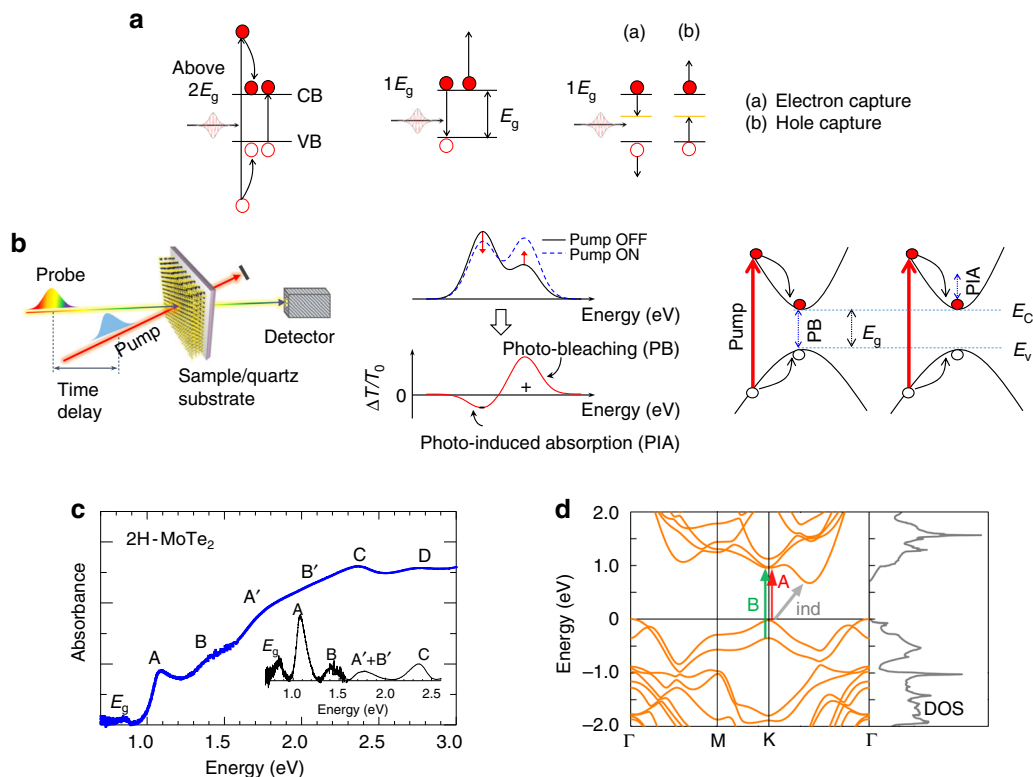 a
Above
2Eg
CB
VB
1Eg
Eg
1Eg
(a)
(b)
(a) Electron capture
(b) Hole capture
b
Probe
Pump
Time
delay
Sample/quartz
substrate
Detector
Pump OFF
Pump ON
Energy (eV)
Photo-bleaching (PB)
ΔT/T0
0
+
-
Energy (eV)
Photo-induced absorption (PIA)
Pump
PB
Eg
Pump
PIA
EC
Ev
c
2H-MoTe2
Absorbance
Eg
A
B
A′
B′
C
D
Eg
A
B
A′+B′
C
1.0 1.5 2.0 2.5
Energy (eV)
1.0 1.5 2.0 2.5 3.0
Energy (eV)
d
2.0
1.0
0
−1.0
−2.0
Energy (eV)
B
A
ind
DOS
Γ M K Γ